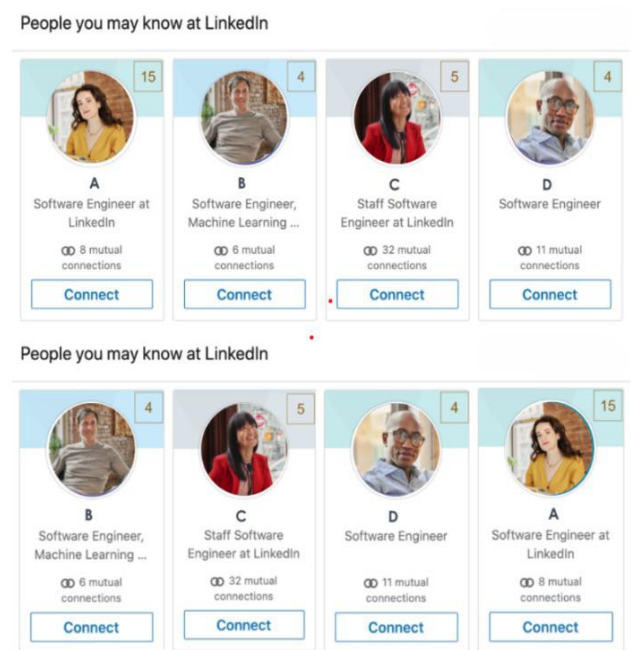 People you may know at LinkedIn
15 4 5 4
A B C D
Software Engineer at Software Engineer, Staff Software Software Engineer
LinkedIn Machine Learning ... Engineer at LinkedIn
8 mutual 6 mutual 32 mutual 11 mutual
connections connections connections connections
Connect Connect Connect Connect
People you may know at LinkedIn
4 5 4 15
B C D A
Software Engineer, Staff Software Software Engineer Software Engineer at
Machine Learning ... Engineer at LinkedIn LinkedIn
6 mutual 32 mutual 11 mutual 8 mutual
connections connections connections connections
Connect Connect Connect Connect